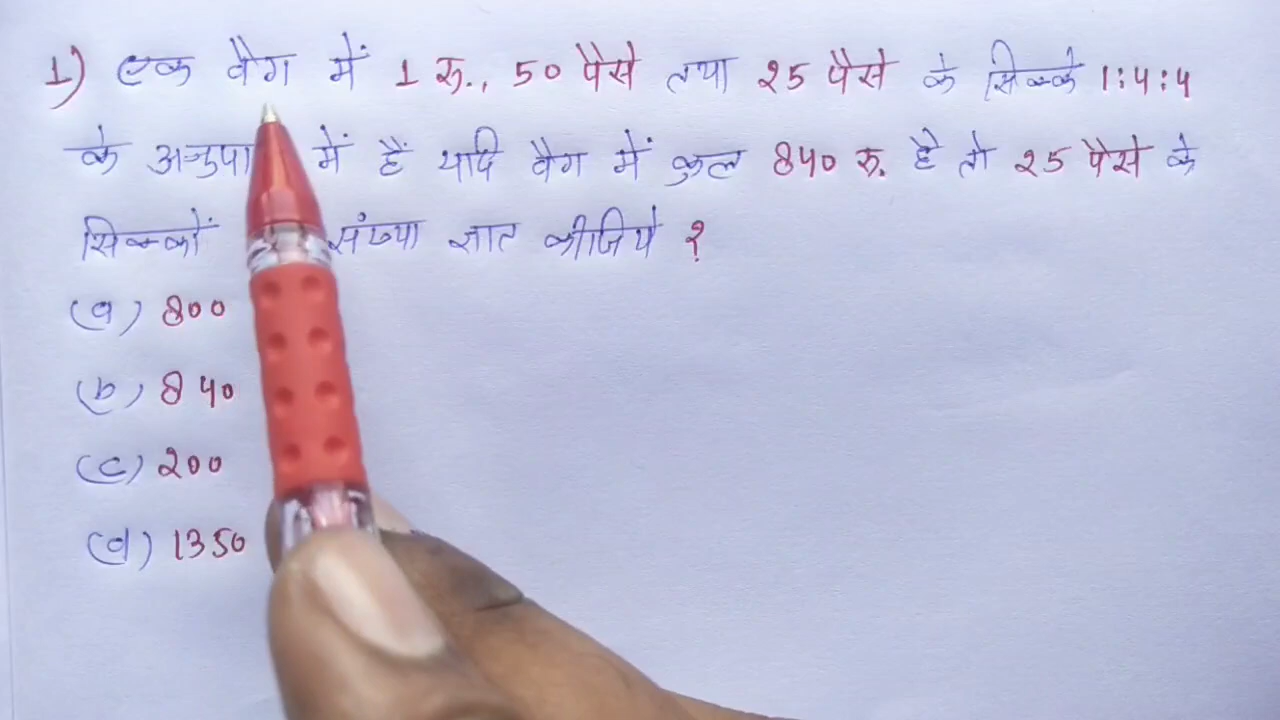 1) एक बैग में 1 रु., 50 पैसे तथा 25 पैसे के सिक्के 1:4:4
के अनुपा में हैं यदि बैग में कुल 840 रु. है तो 25 पैसे के
सिक्कों संख्या ज्ञात कीजिये ?
(a) 800
(b) 840
(c) 200
(d) 1350